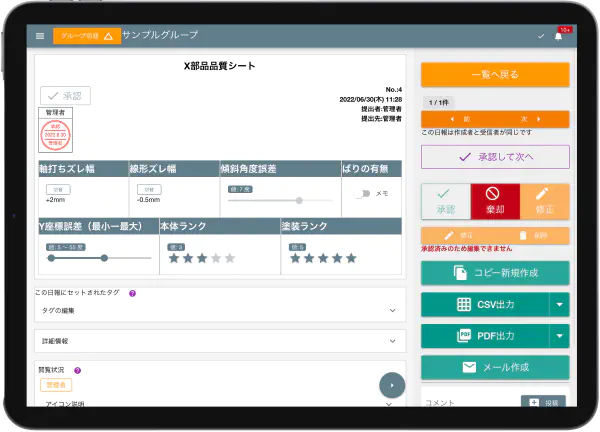 グループ切替 サンプルグループ
10+
X部品品質シート
承認
No.:4
2022/06/30(木) 11:28
提出者:管理者
提出先:管理者
管理者
承認
2022.6.30
管理者
軸打ちズレ幅
線形ズレ幅
傾斜角度誤差
ばりの有無
切替
+2mm
切替
-0.5mm
値: 7 度
メモ
Y座標誤差（最小ー最大）
本体ランク
塗装ランク
値: 5 〜 55 度
値: 3
値: 5
この日報にセットされたタグ
タグの編集
詳細情報
閲覧状況
管理者
アイコン説明
一覧へ戻る
1 / 1件
前
次
この日報は作成者と受信者が同じです
承認して次へ
承認
棄却
修正
修正
削除
承認済みのため編集できません
コピー新規作成
CSV出力
PDF出力
メール作成
コメント
投稿